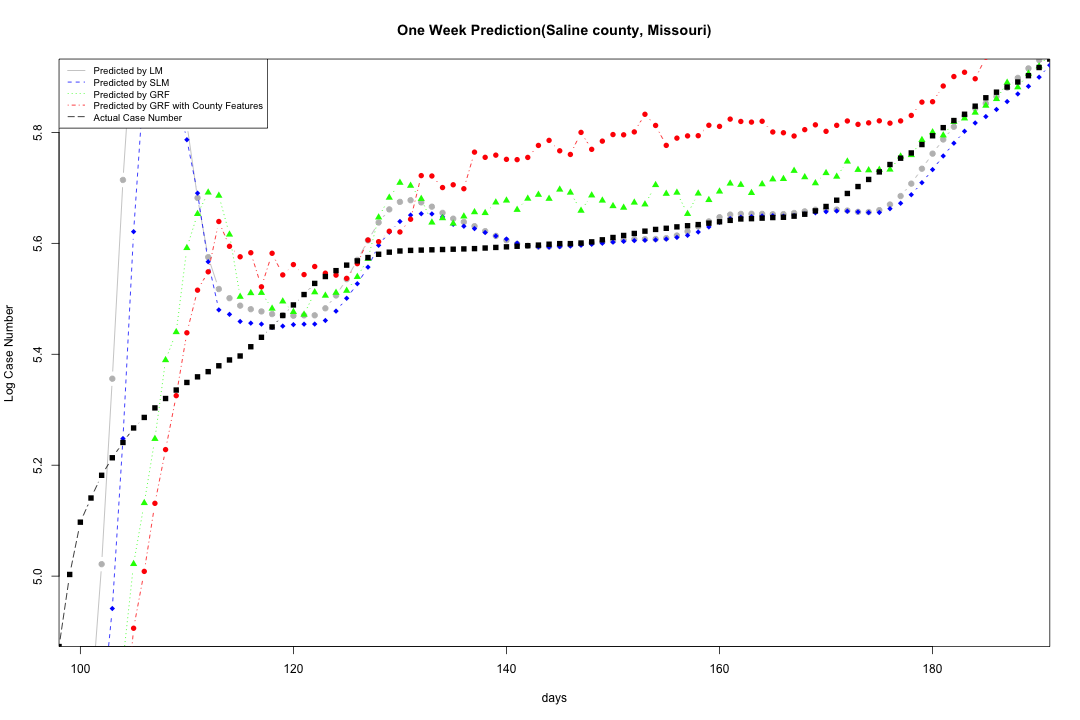 One Week Prediction(Saline county, Missouri)
Predicted by LM
Predicted by SLM
Predicted by GRF
Predicted by GRF with County Features
Actual Case Number
Log Case Number
5.8
5.6
5.4
5.2
5.0
100 120 140 160 180
days